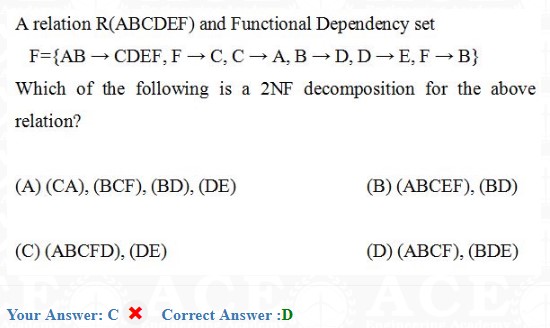 A relation R(ABCDEF) and Functional Dependency set
F={AB → CDEF, F → C, C → A, B → D, D → E, F → B}
Which of the following is a 2NF decomposition for the above
relation?
(A) (CA), (BCF), (BD), (DE)
(B) (ABCEF), (BD)
(C) (ABCFD), (DE)
(D) (ABCF), (BDE)
Your Answer: C ✖ Correct Answer :D